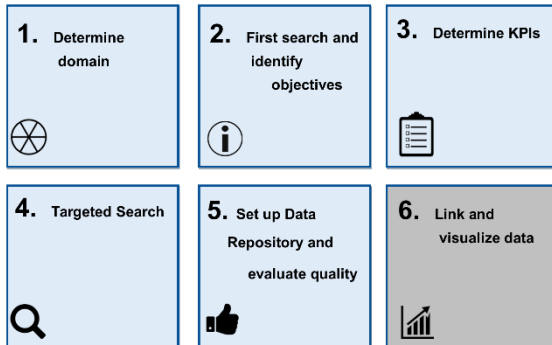 1. Determine
domain
2. First search and
identify
objectives
3. Determine KPIs
4. Targeted Search
5. Set up Data
Repository and
evaluate quality
6. Link and
visualize data